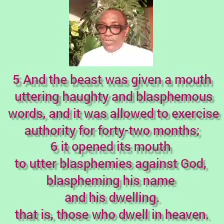 5 And the beast was given a mouth
uttering haughty and blasphemous
words, and it was allowed to exercise
authority for forty-two months;
6 it opened its mouth
to utter blasphemies against God,
blaspheming his name
and his dwelling,
that is, those who dwell in heaven.